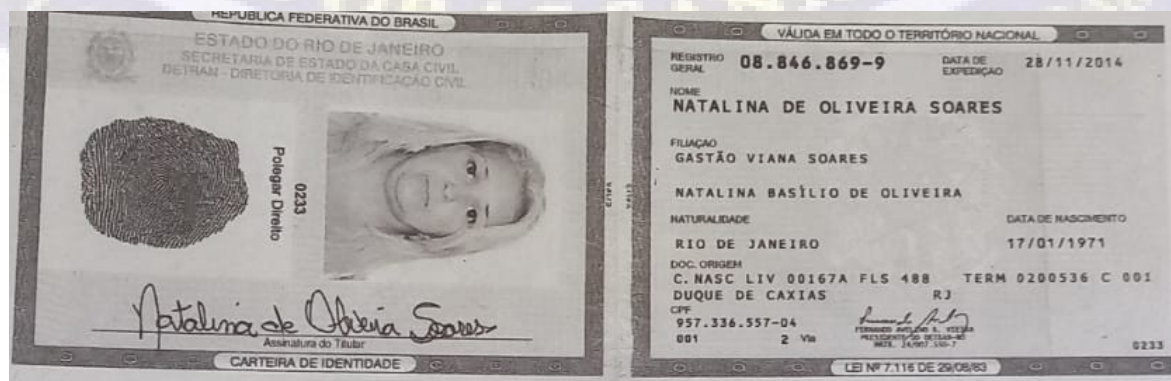 REPÚBLICA FEDERATIVA DO BRASIL
ESTADO DO RIO DE JANEIRO
SECRETARIA DE ESTADO DA CASA CIVIL
DETRAN - DIRETORIA DE IDENTIFICAÇÃO CIVIL
0233
Polegar Direito
Natalina de Oliveira Soares
Assinatura do Titular
CARTEIRA DE IDENTIDADE
VÁLIDA EM TODO O TERRITÓRIO NACIONAL
REGISTRO GERAL 08.846.869-9 DATA DE EXPEDIÇÃO 28/11/2014
NOME
NATALINA DE OLIVEIRA SOARES
FILIAÇÃO
GASTÃO VIANA SOARES
NATALINA BASÍLIO DE OLIVEIRA
NATURALIDADE DATA DE NASCIMENTO
RIO DE JANEIRO 17/01/1971
DOC. ORIGEM
C. NASC LIV 00167A FLS 488 TERM 0200536 C 001
DUQUE DE CAXIAS RJ
CPF
957.336.557-04
001 2 Via
0233
LEI Nº 7.116 DE 29/08/83